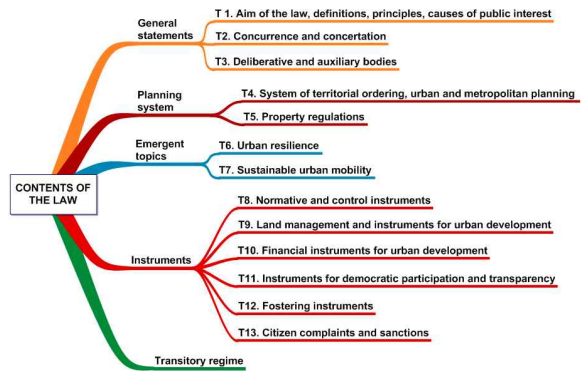 General
statements
T 1. Aim of the law, definitions, principles, causes of public interest
T2. Concurrence and concertation
T3. Deliberative and auxiliary bodies
Planning
system
T4. System of territorial ordering, urban and metropolitan planning
T5. Property regulations
Emergent
topics
T6. Urban resilience
T7. Sustainable urban mobility
CONTENTS OF
THE LAW
Instruments
T8. Normative and control instruments
T9. Land management and instruments for urban development
T10. Financial instruments for urban development
T11. Instruments for democratic participation and transparency
T12. Fostering instruments
T13. Citizen complaints and sanctions
Transitory regime